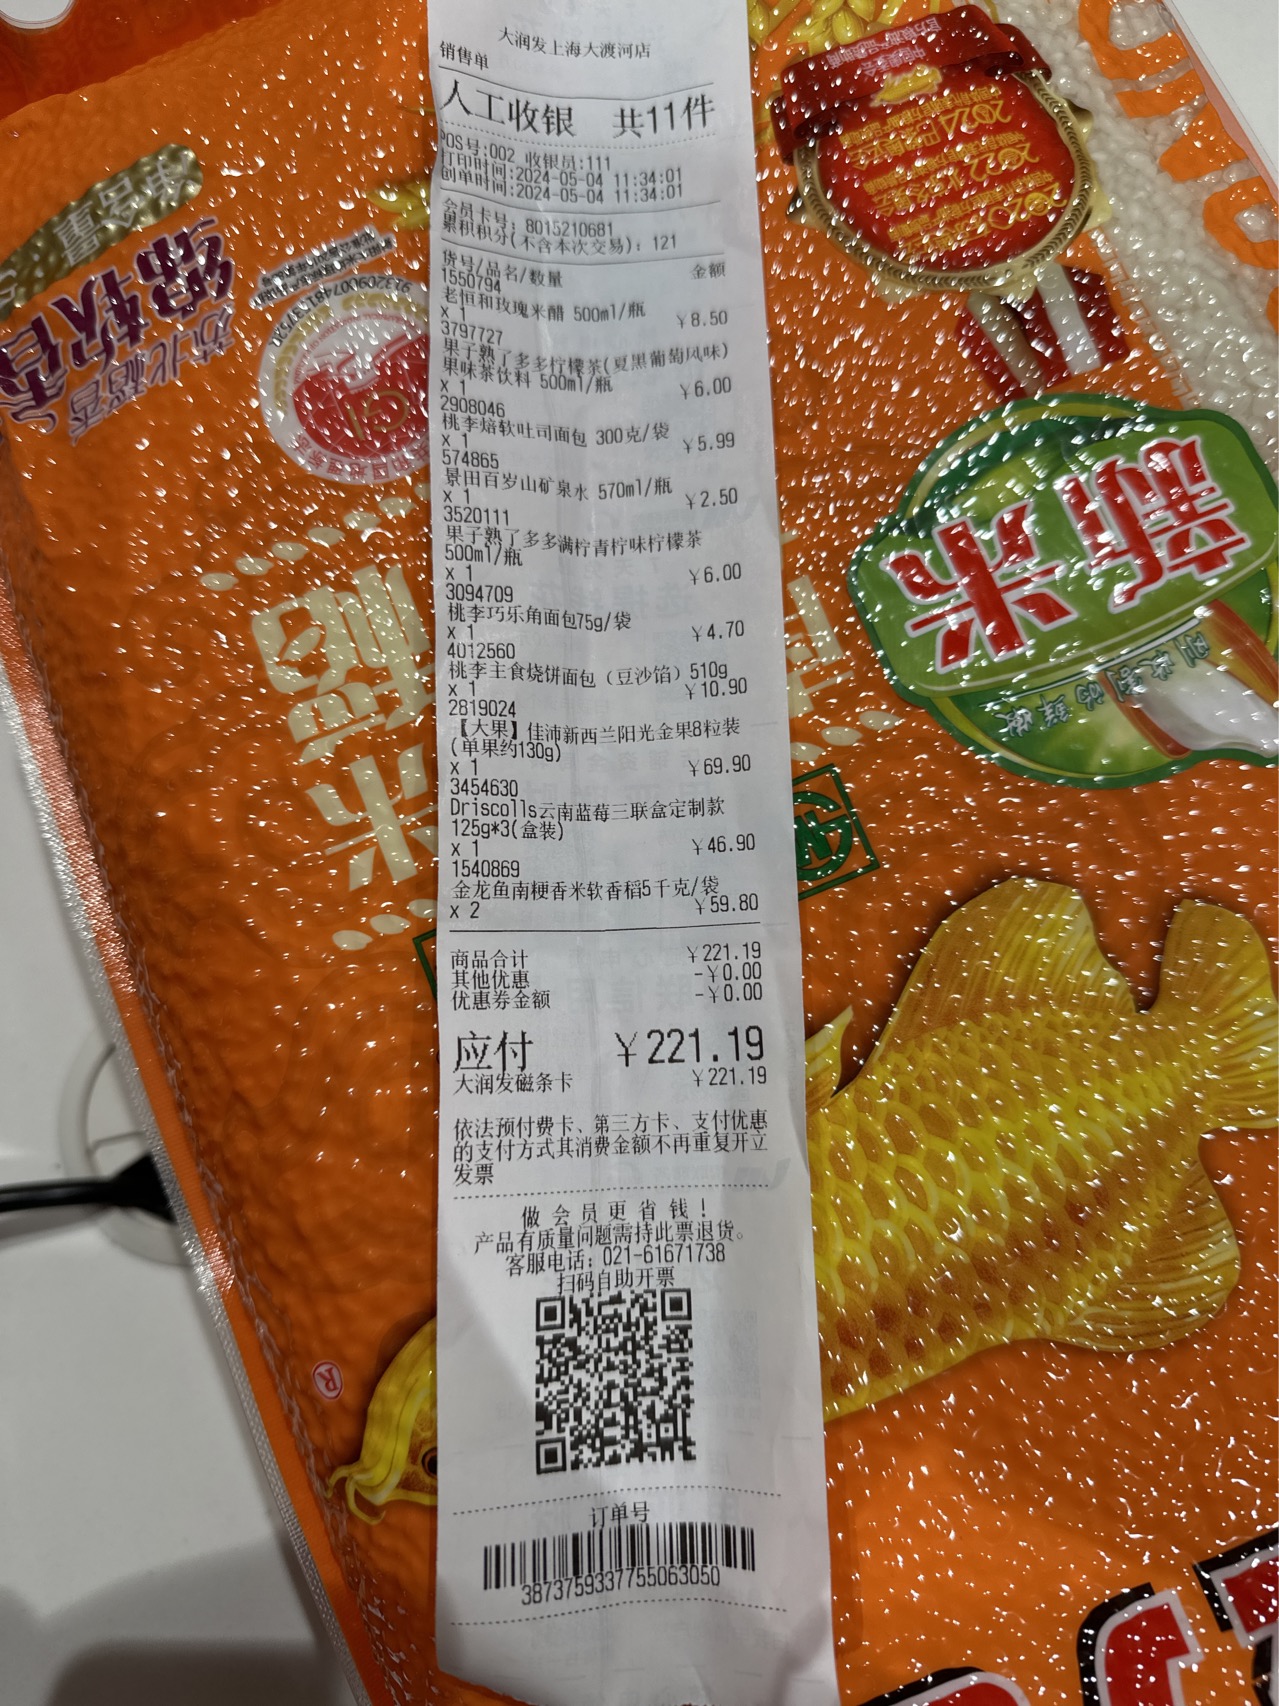 大润发上海大渡河店
销售单
人工收银 共11件
POS号:002 收银员:111
打印时间:2024-05-04 11:34:01
创单时间:2024-05-04 11:34:01
会员卡号: 8015210681
累积积分(不含本次交易): 121
货号/品名/数量 金额
1550794
老恒和玫瑰米醋 500ml/瓶
x 1 ￥8.50
3797727
果子熟了多多柠檬茶(夏黑葡萄风味)
果味茶饮料 500ml/瓶
x 1 ￥6.00
2908046
桃李焙软吐司面包 300克/袋
x 1 ￥5.99
574865
景田百岁山矿泉水 570ml/瓶
x 1 ￥2.50
3520111
果子熟了多多满柠青柠味柠檬茶
500ml/瓶
x 1 ￥6.00
3094709
桃李巧乐角面包75g/袋
x 1 ￥4.70
4012560
桃李主食烧饼面包（豆沙馅）510g
x 1 ￥10.90
2819024
【大果】佳沛新西兰阳光金果8粒装
(单果约130g)
x 1 ￥69.90
3454630
Driscolls云南蓝莓三联盒定制款
125g*3(盒装)
x 1 ￥46.90
1540869
金龙鱼南粳香米软香稻5千克/袋
x 2 ￥59.80
商品合计 ￥221.19
其他优惠 -￥0.00
优惠券金额 -￥0.00
应付 ￥221.19
大润发磁条卡 ￥221.19
依法预付费卡、第三方卡、支付优惠
的支付方式其消费金额不再重复开立
发票
做会员更省钱！
产品有质量问题需持此票退货。
客服电话: 021-61671738
扫码自助开票
订单号
3873759337755063050
新米
软香
苏北稻香
稻
米
®